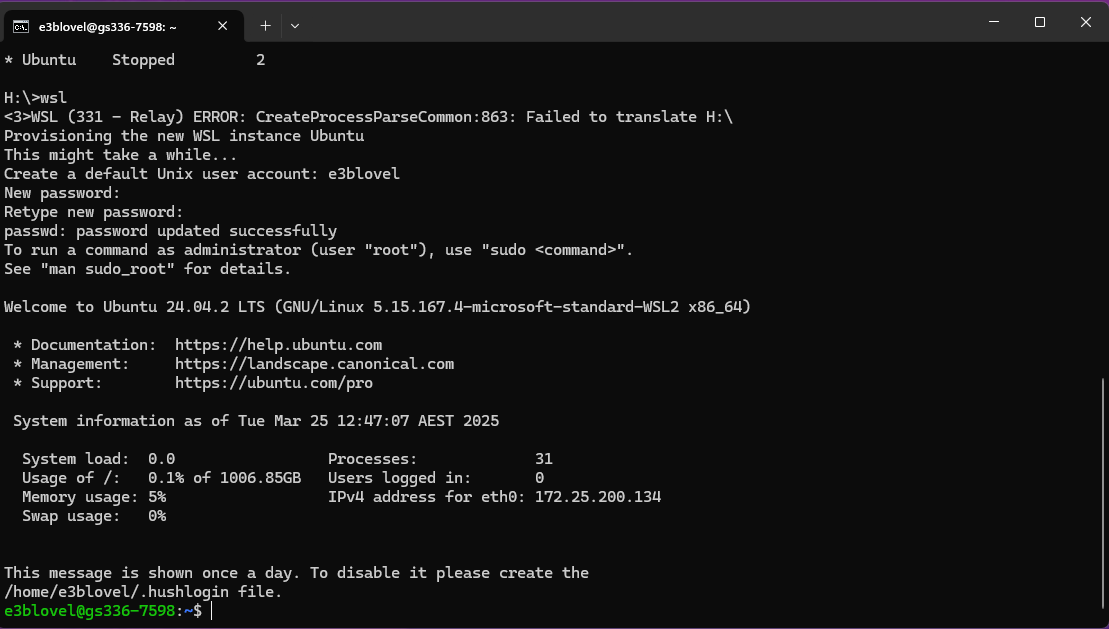 e3blovel@gs336-7598: ~
* Ubuntu    Stopped         2
H:\>wsl
<3>WSL (331 - Relay) ERROR: CreateProcessParseCommon:863: Failed to translate H:\
Provisioning the new WSL instance Ubuntu
This might take a while...
Create a default Unix user account: e3blovel
New password:
Retype new password:
passwd: password updated successfully
To run a command as administrator (user "root"), use "sudo <command>".
See "man sudo_root" for details.
Welcome to Ubuntu 24.04.2 LTS (GNU/Linux 5.15.167.4-microsoft-standard-WSL2 x86_64)
 * Documentation:  https://help.ubuntu.com
 * Management:     https://landscape.canonical.com
 * Support:        https://ubuntu.com/pro
 System information as of Tue Mar 25 12:47:07 AEST 2025
  System load:  0.0                 Processes:             31
  Usage of /:   0.1% of 1006.85GB   Users logged in:       0
  Memory usage: 5%                  IPv4 address for eth0: 172.25.200.134
  Swap usage:   0%
This message is shown once a day. To disable it please create the
/home/e3blovel/.hushlogin file.
e3blovel@gs336-7598:~$